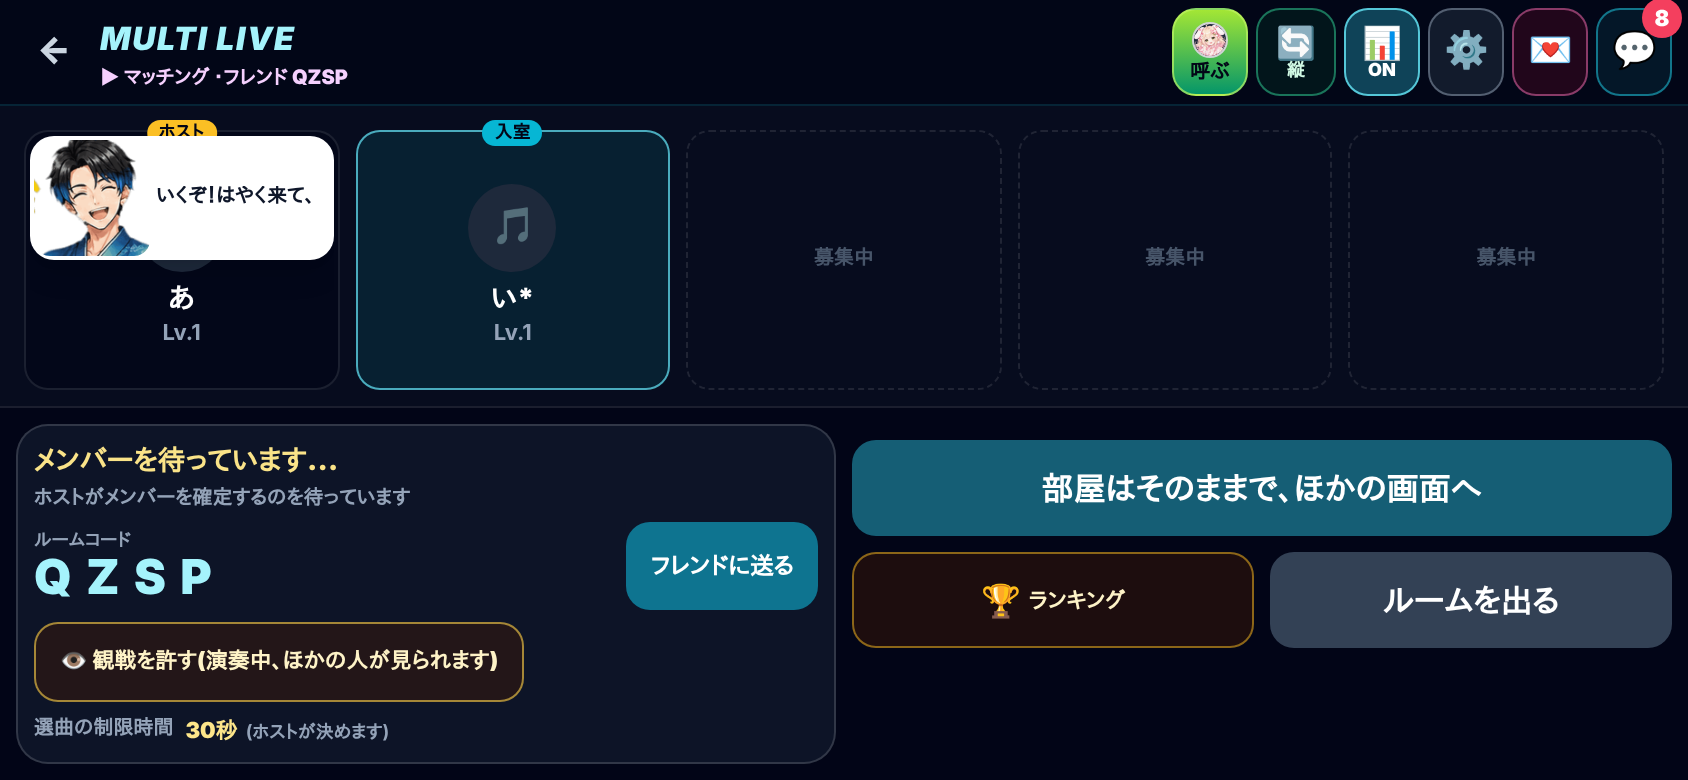 MULTI LIVE
▶ マッチング・フレンド QZSP
呼ぶ
縦
ON
8
ホスト
いくぞ!はやく来て、
あ
Lv.1
入室
い*
Lv.1
募集中
募集中
募集中
メンバーを待っています...
ホストがメンバーを確定するのを待っています
ルームコード
QZSP
フレンドに送る
観戦を許す(演奏中、ほかの人が見られます)
選曲の制限時間 30秒 (ホストが決めます)
部屋はそのままで、ほかの画面へ
ランキング
ルームを出る